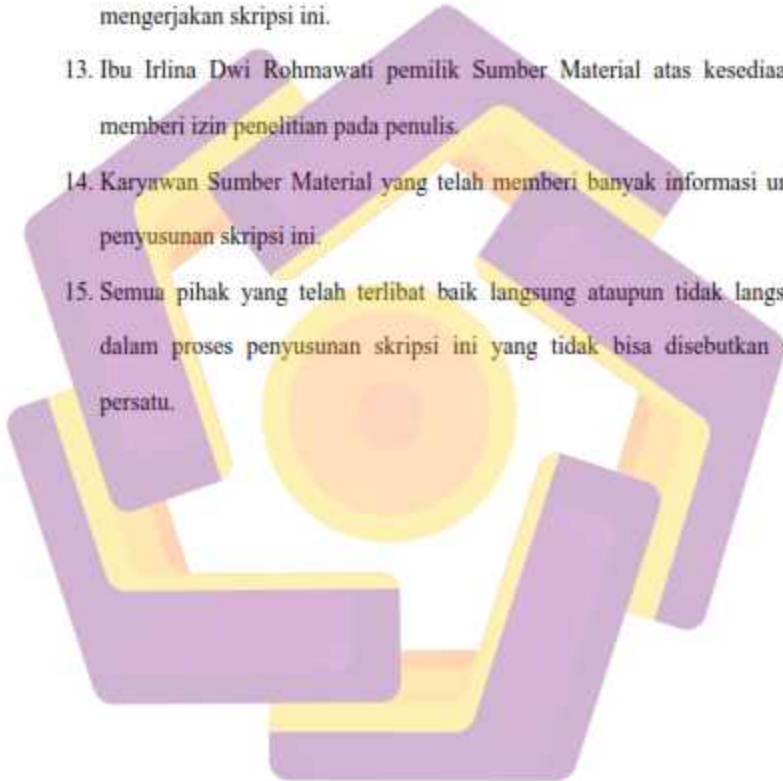 mengerjakan skripsi ini.
13. Ibu Irlina Dwi Rohmawati pemilik Sumber Material atas kesediaa
memberi izin penelitian pada penulis.
14. Karyawan Sumber Material yang telah memberi banyak informasi u
penyusunan skripsi ini.
15. Semua pihak yang telah terlibat baik langsung ataupun tidak langs
dalam proses penyusunan skripsi ini yang tidak bisa disebutkan
persatu.